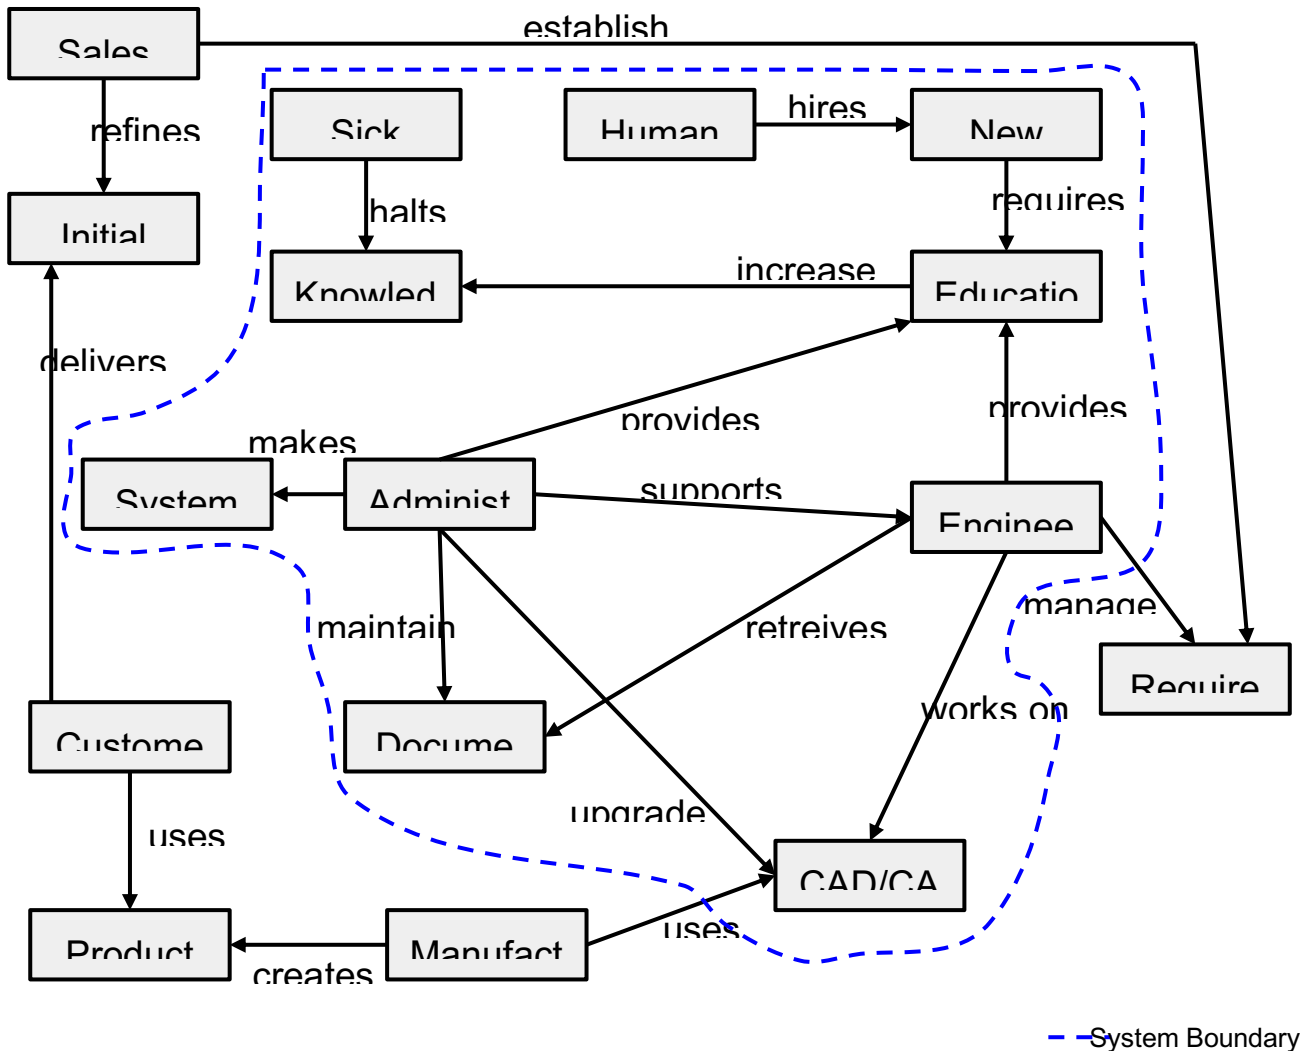 establish
Sales
hires
Sick
Human
New
refines
halts
requires
Initial
increase
Knowled
Educatio
delivers
provides
provides
makes
supports
System
Administ
Enginee
manage
maintain
retreives
Require
works on
Custome
Docume
upgrade
uses
CAD/CA
uses
Product
Manufact
creates
System Boundary